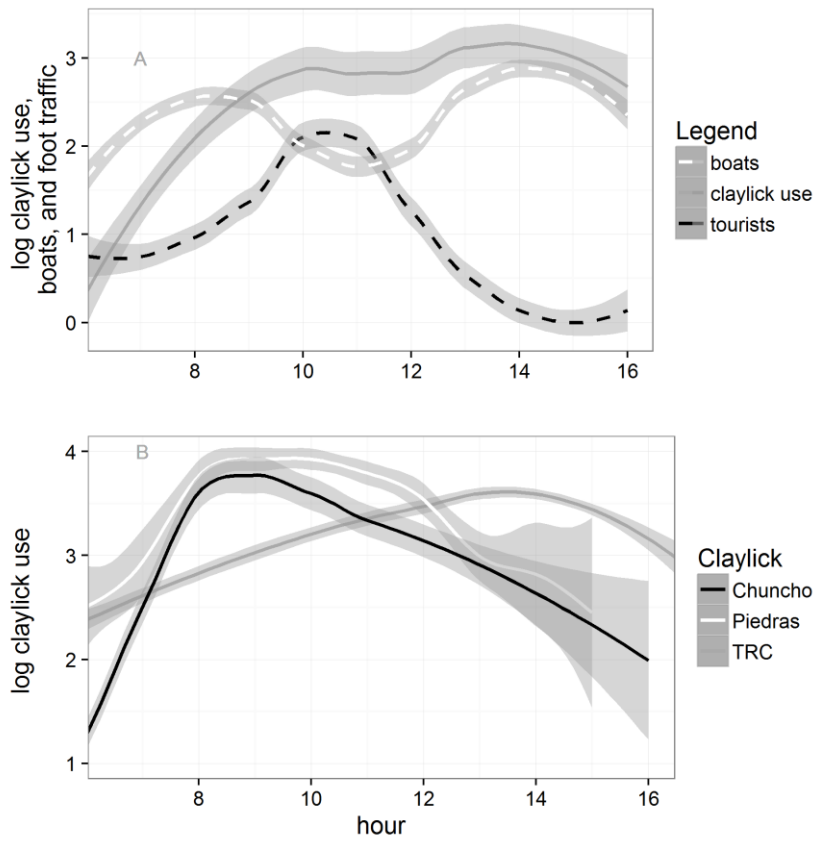 A
log claylick use,
boats, and foot traffic
3
2
1
0
8
10
12
14
16
Legend
boats
claylick use
tourists
B
log claylick use
4
3
2
1
8
10
12
14
16
hour
Claylick
Chuncho
Piedras
TRC